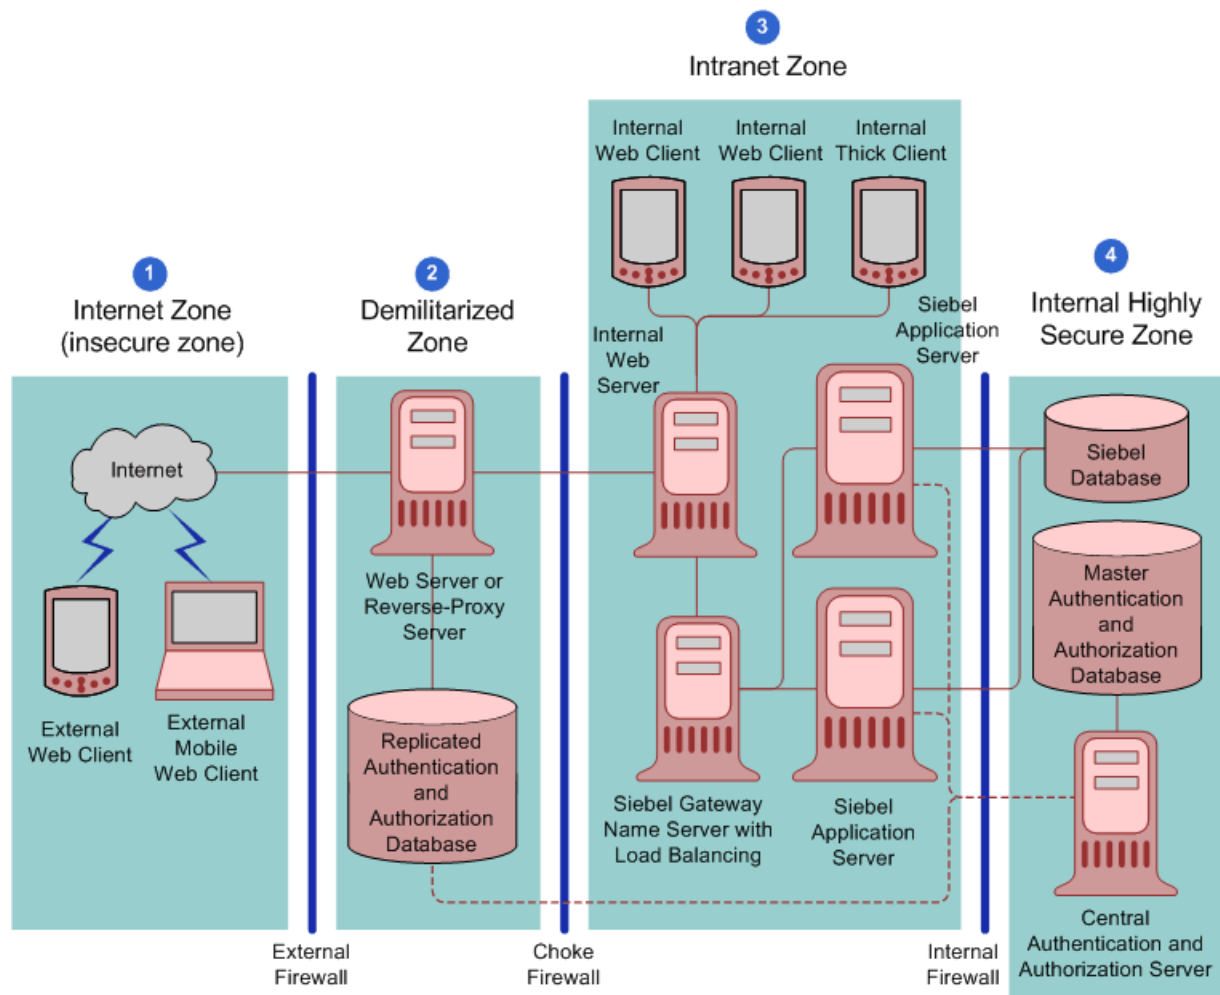 3
Intranet Zone
Internal
Web Client
Internal
Web Client
Internal
Thick Client
1
Internet Zone
(insecure zone)
2
Demilitarized
Zone
4
Internal Highly
Secure Zone
Internal
Web
Server
Siebel
Application
Server
Internet
Siebel
Database
Web Server or
Reverse-Proxy
Server
Master
Authentication
and
Authorization
Database
External
Web Client
External
Mobile
Web Client
Replicated
Authentication
and
Authorization
Database
Siebel Gateway
Name Server with
Load Balancing
Siebel
Application
Server
Central
Authentication and
Authorization Server
External
Firewall
Choke
Firewall
Internal
Firewall